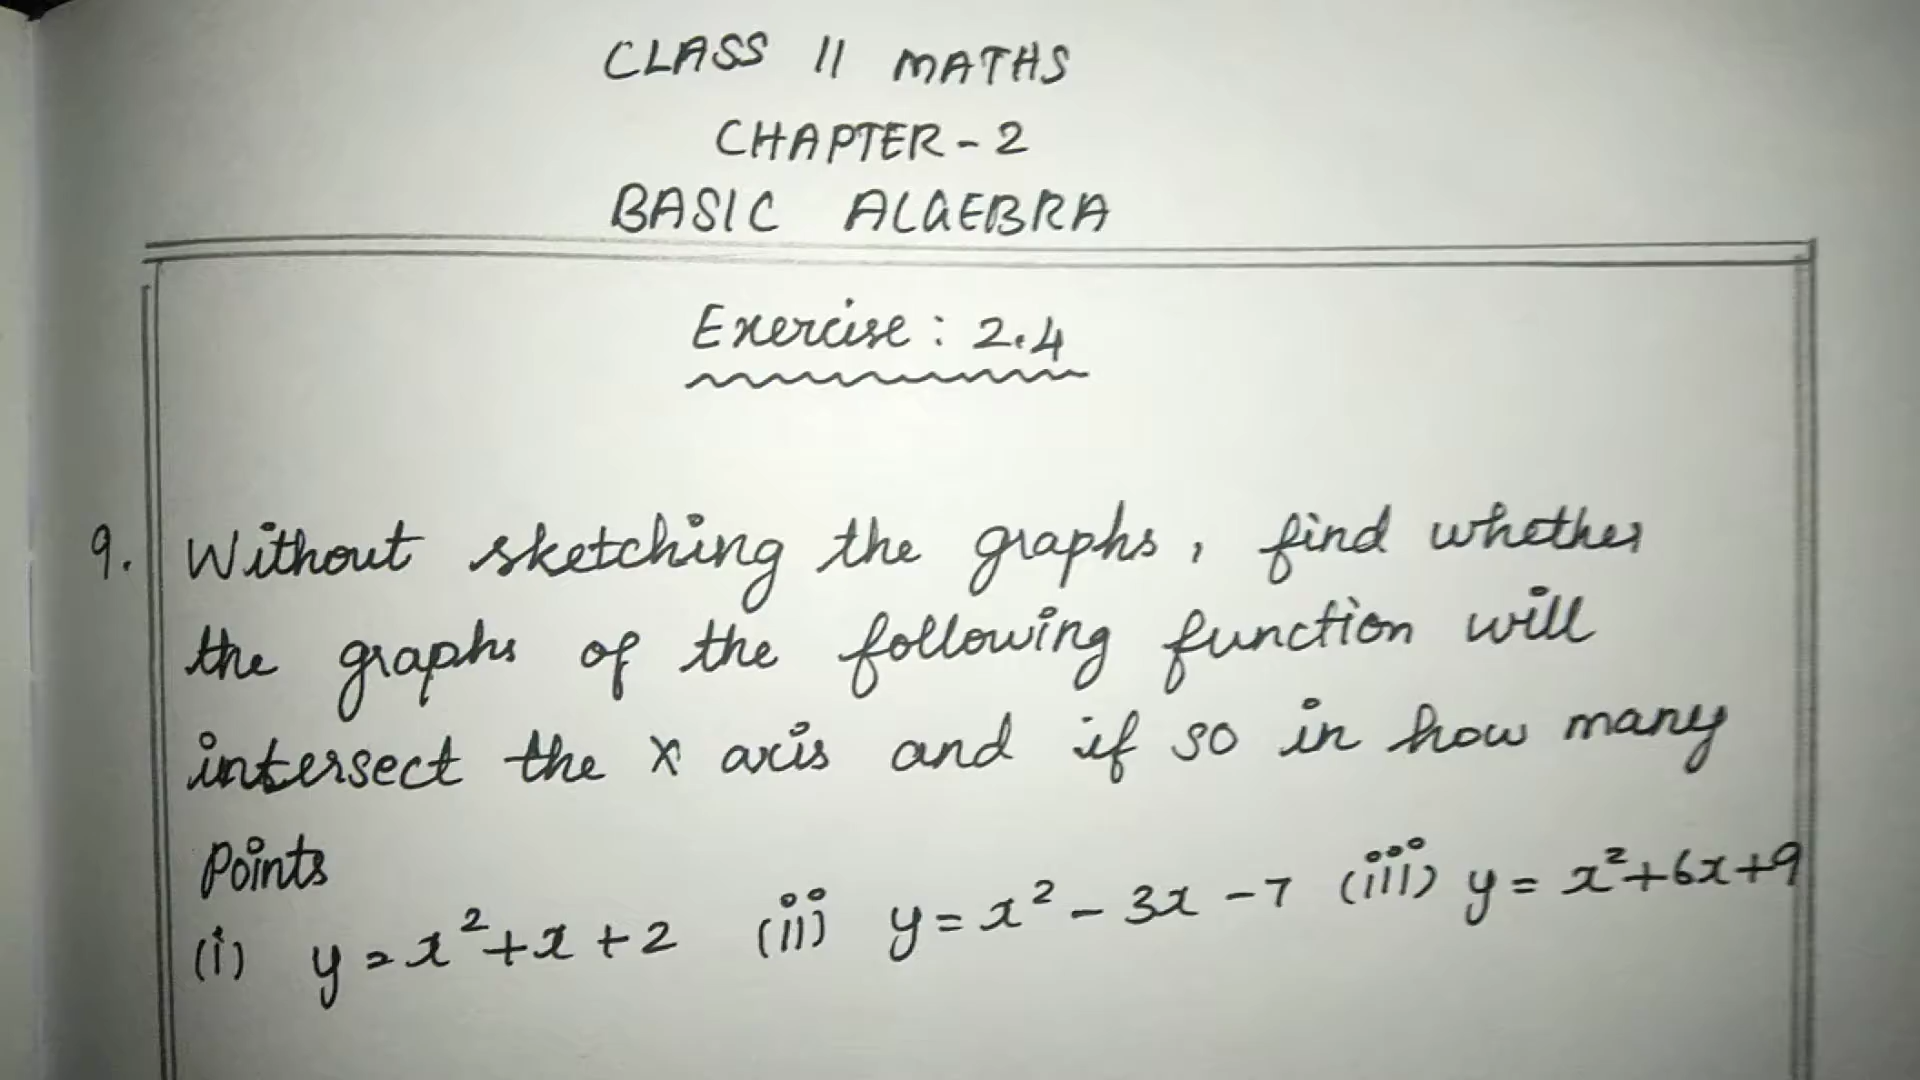 CLASS 11 MATHS
CHAPTER-2
BASIC ALGEBRA
Exercise: 2.4
9. Without sketching the graphs, find whether
the graphs of the following function will
intersect the x axis and if so in how many
Points
(i) y=x²+x+2 (ii) y=x²-3x-7 (iii) y=x²+6x+9